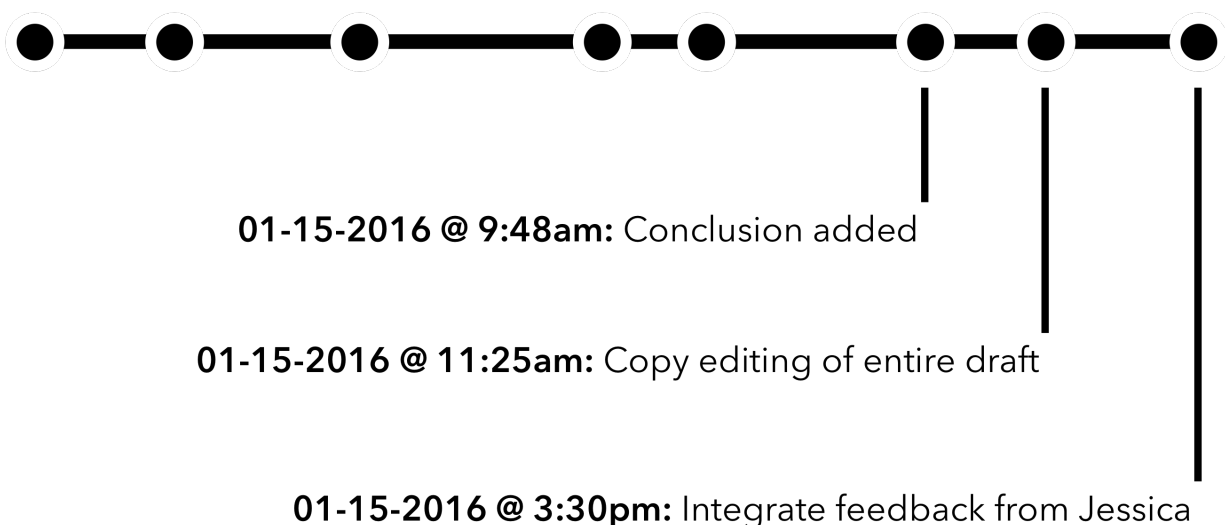 01-15-2016 @ 9:48am: Conclusion added
01-15-2016 @ 11:25am: Copy editing of entire draft
01-15-2016 @ 3:30pm: Integrate feedback from Jessica